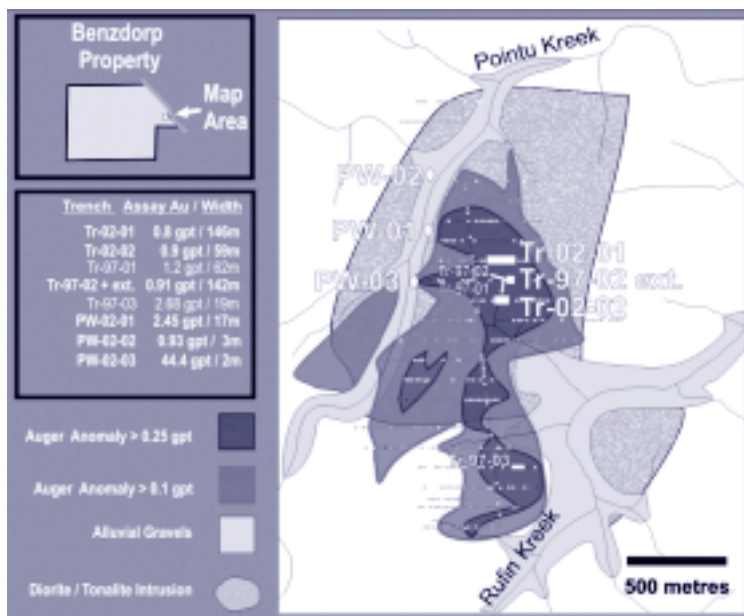 Benzdorp
Property
Map
Area
Trench Assay Au / Width
Tr-02-01 0.8 gpt / 146m
Tr-02-02 0.9 gpt / 59m
Tr-97-01 1.2 gpt / 62m
Tr-97-02 + ext. 0.91 gpt / 142m
Tr-97-03 2.68 gpt / 19m
PW-02-01 2.45 gpt / 17m
PW-02-02 0.93 gpt / 3m
PW-02-03 44.4 gpt / 2m
Auger Anomaly > 0.25 gpt
Auger Anomaly > 0.1 gpt
Alluvial Gravels
Diorite / Tonalite Intrusion
Pointu Kreek
PW-02
PW-01
PW-03
Tr-02-01
Tr-97-02
Tr-97-02 ext.
Tr-02-02
Tr-97-03
Rufin Kreek
500 metres